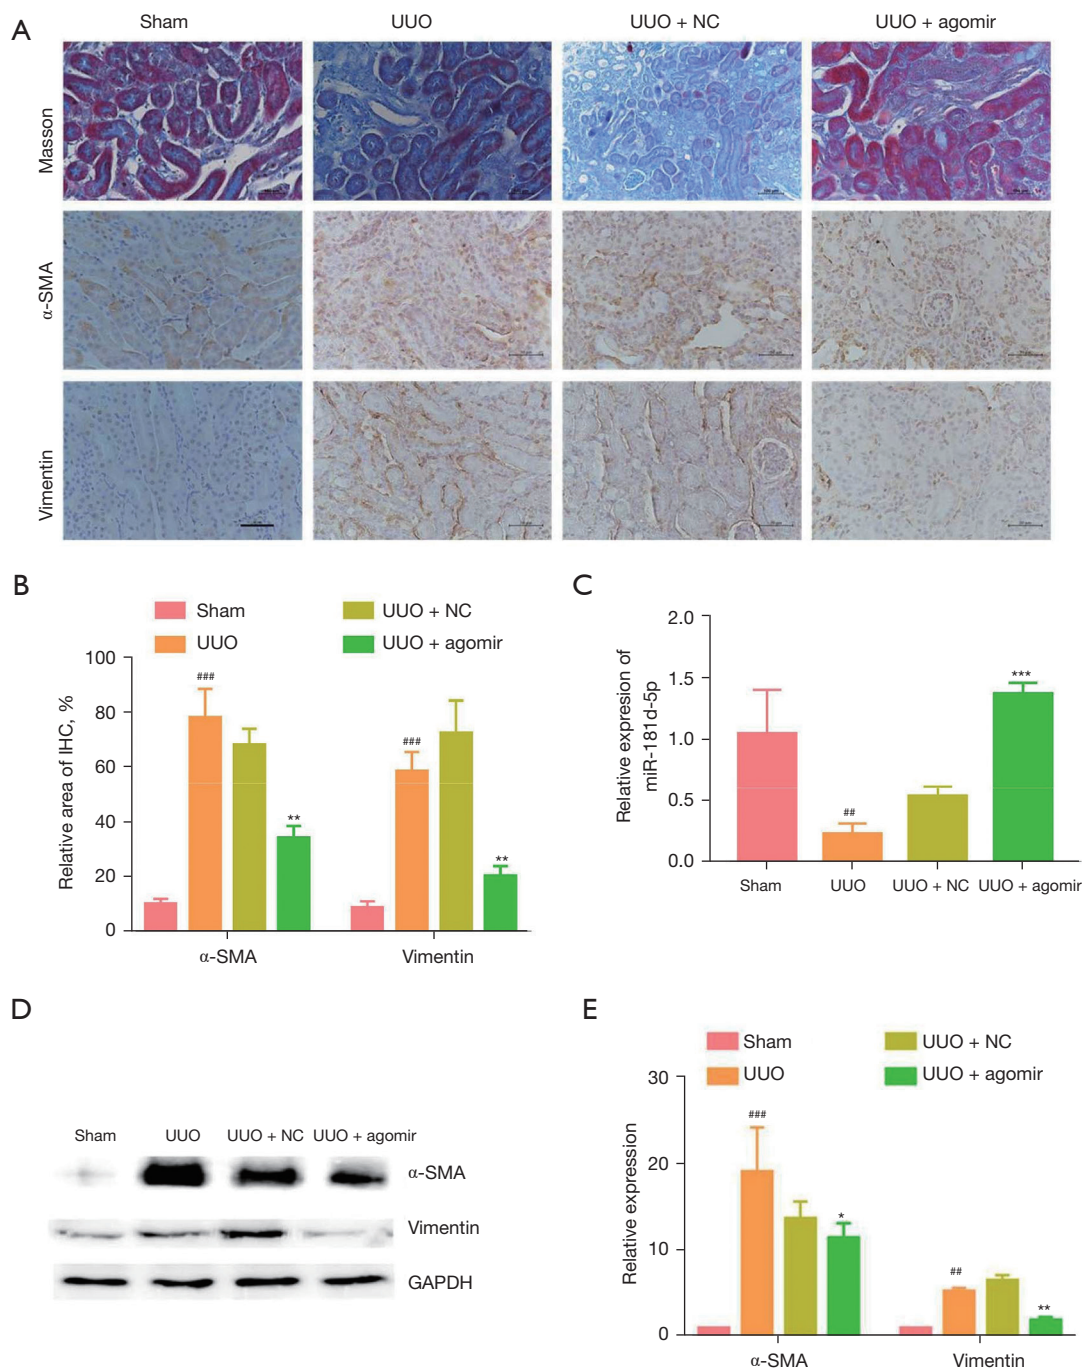 A
Sham UUO UUO + NC UUO + agomir
Masson
α-SMA
Vimentin
B
Sham UUO + NC
UUO UUO + agomir
Relative area of IHC, %
100
80
60
40
20
0
###
**
###
**
α-SMA Vimentin
C
Relative expression of
miR-181d-5p
2.0
1.5
1.0
0.5
0.0
##
***
Sham UUO UUO + NC UUO + agomir
D
Sham UUO UUO + NC UUO + agomir
α-SMA
Vimentin
GAPDH
E
Sham UUO + NC
UUO UUO + agomir
Relative expression
30
20
10
0
###
*
##
**
α-SMA Vimentin